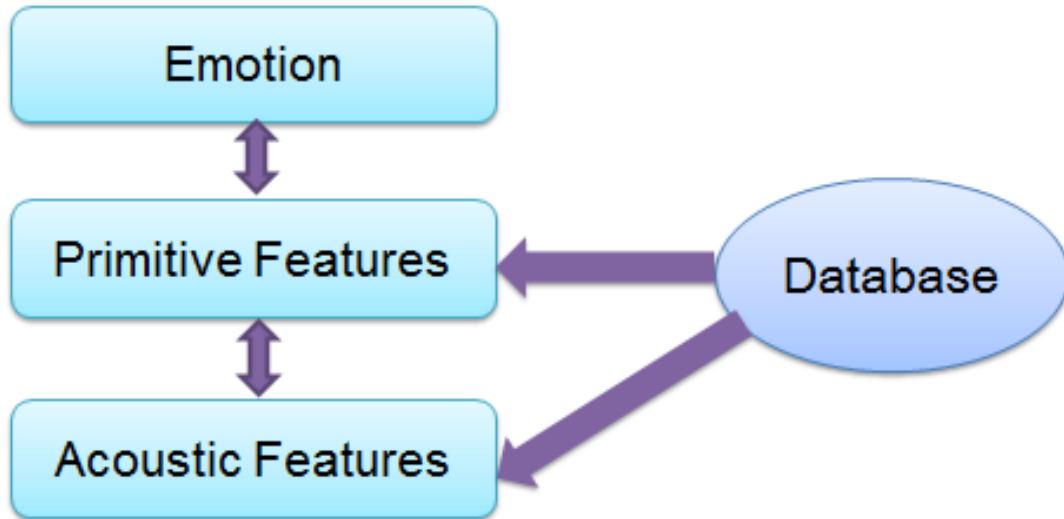 Emotion
Primitive Features
Database
Acoustic Features